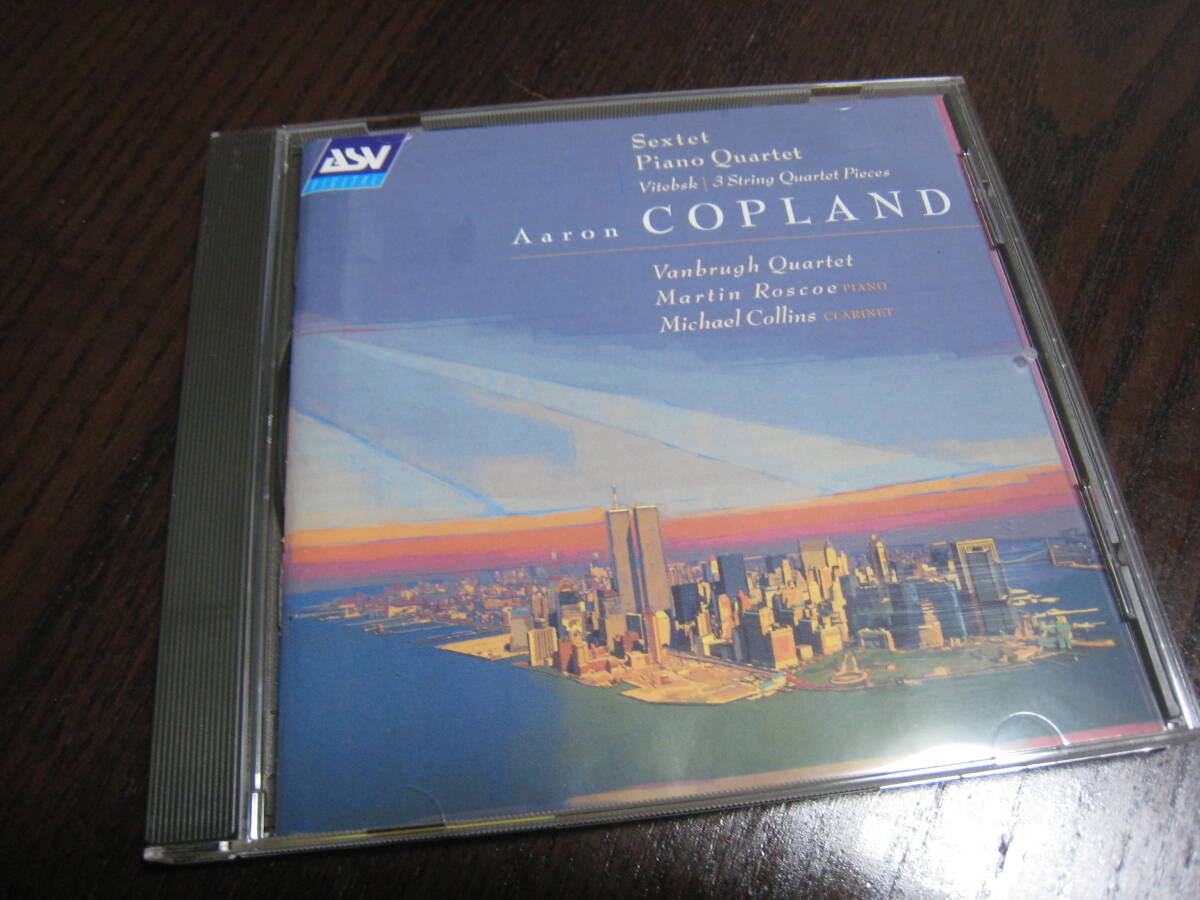 ASV
DIGITAL
Sextet
Piano Quartet
Vitebsk | 3 String Quartet Pieces
Aaron COPLAND
Vanbrugh Quartet
Martin Roscoe PIANO
Michael Collins CLARINET